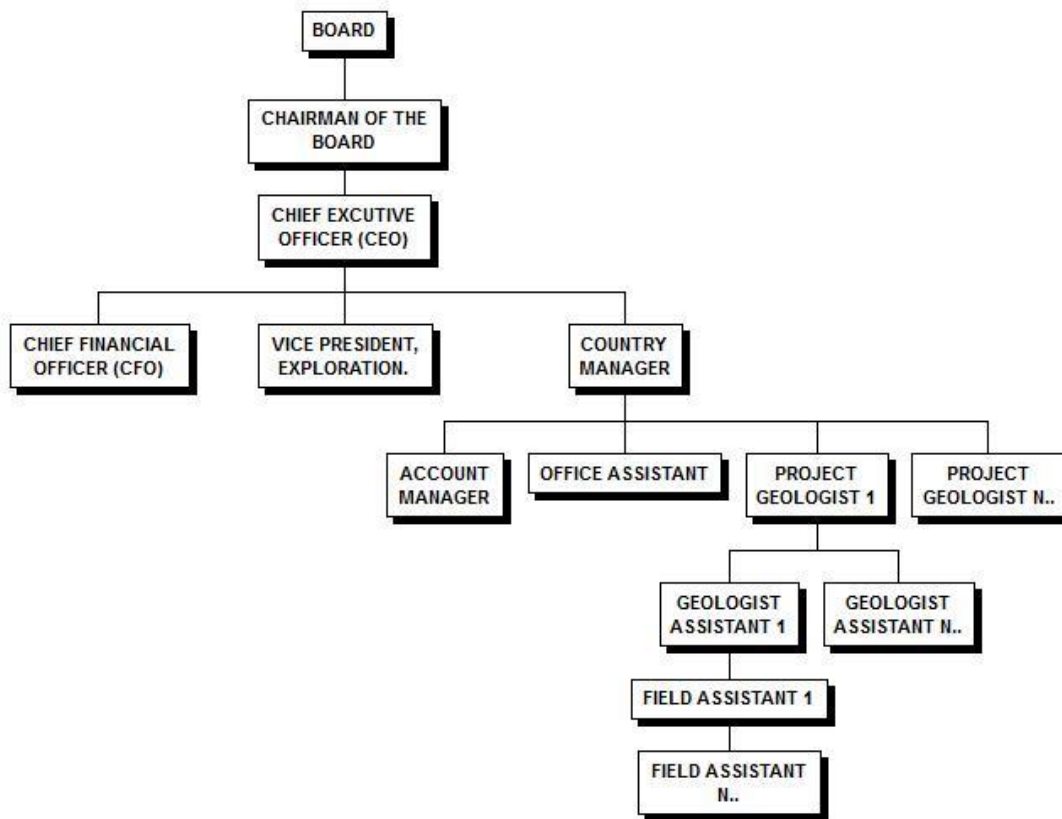 BOARD
CHAIRMAN OF THE
BOARD
CHIEF EXCUTIVE
OFFICER (CEO)
CHIEF FINANCIAL
OFFICER (CFO)
VICE PRESIDENT,
EXPLORATION.
COUNTRY
MANAGER
ACCOUNT
MANAGER
OFFICE ASSISTANT
PROJECT
GEOLOGIST 1
PROJECT
GEOLOGIST N..
GEOLOGIST
ASSISTANT 1
GEOLOGIST
ASSISTANT N..
FIELD ASSISTANT 1
FIELD ASSISTANT
N..